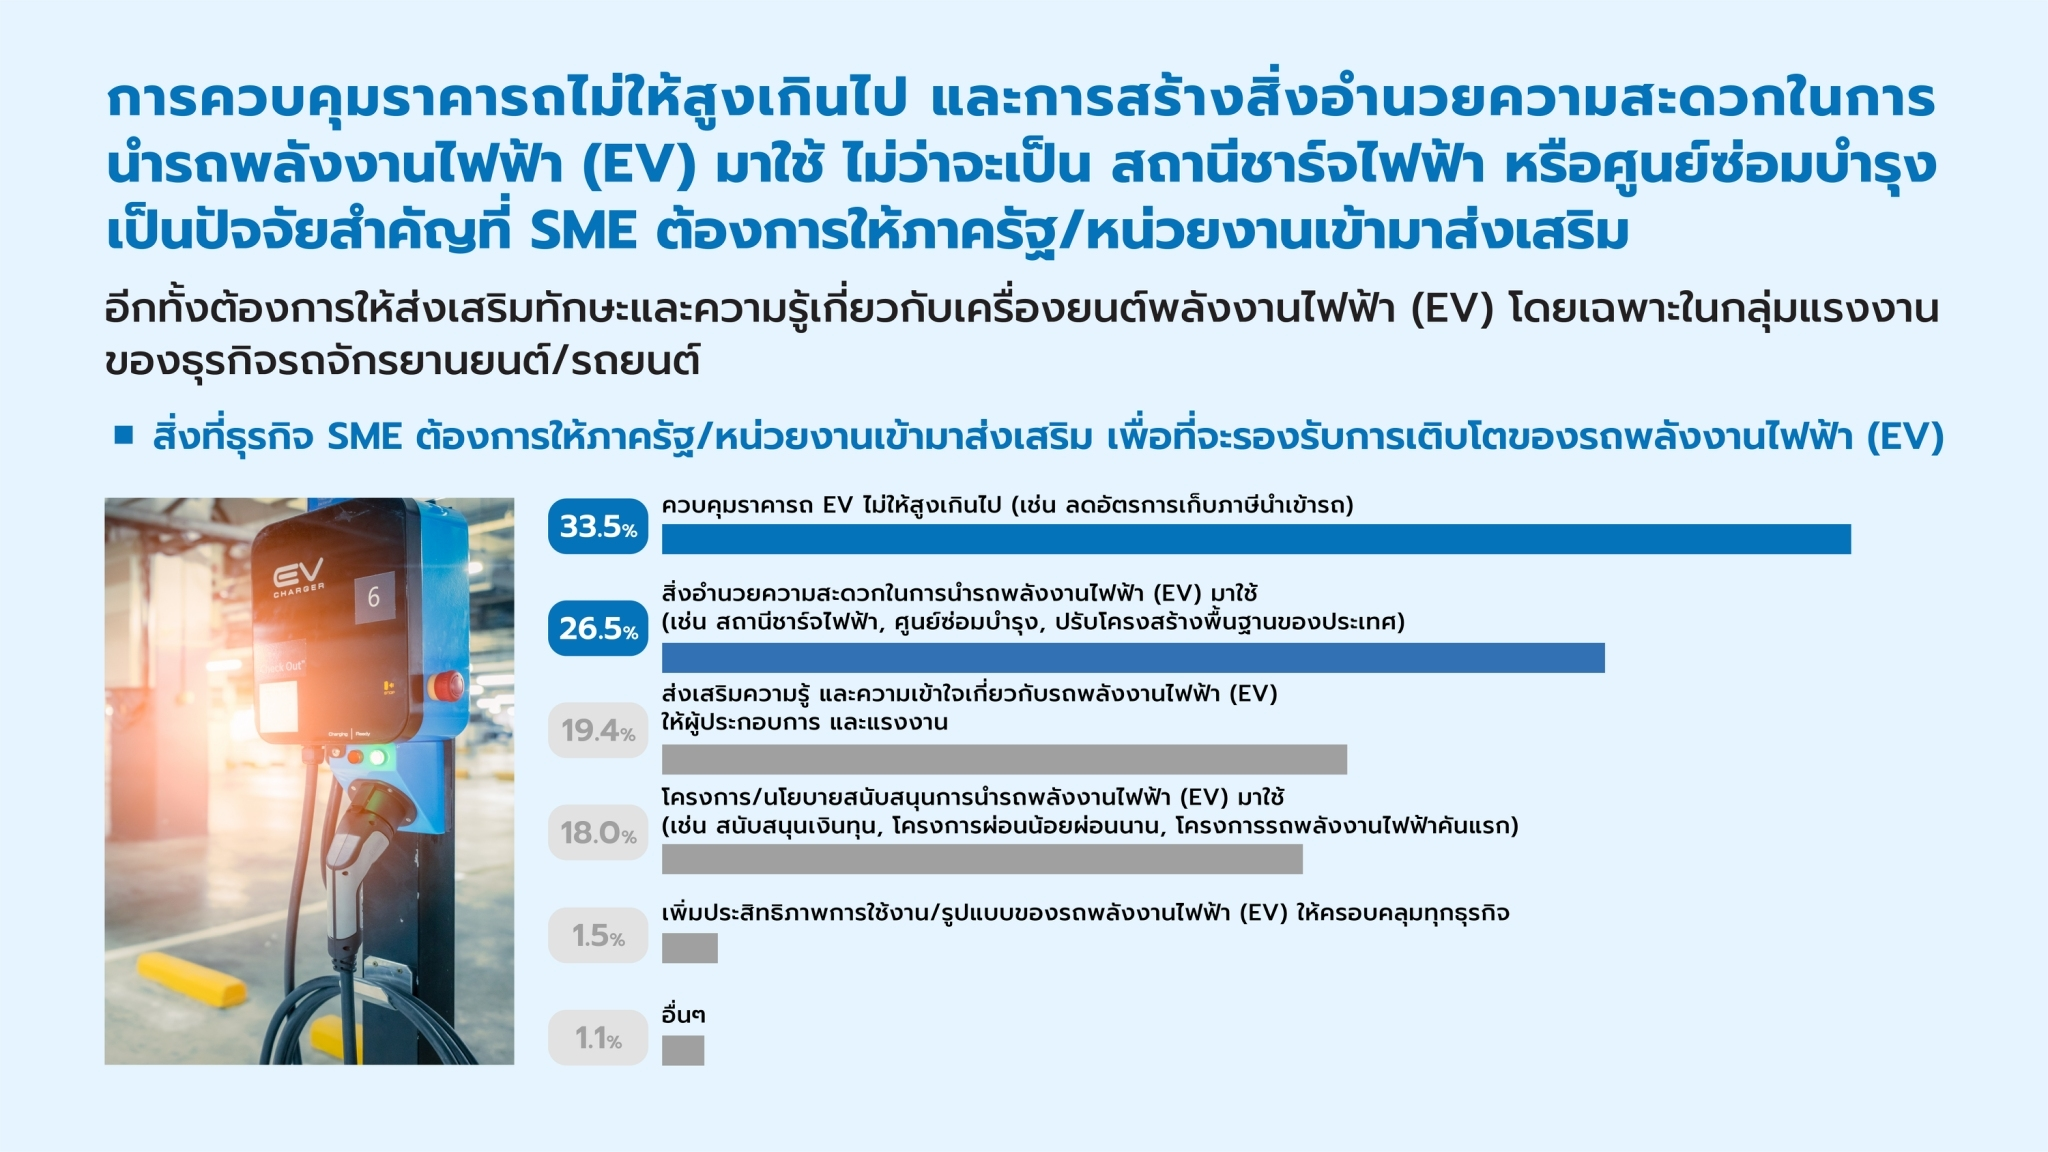 การควบคุมราคารถไม่ให้สูงเกินไป และการสร้างสิ่งอำนวยความสะดวกในการ
นำรถพลังงานไฟฟ้า (EV) มาใช้ ไม่ว่าจะเป็น สถานีชาร์จไฟฟ้า หรือศูนย์ซ่อมบำรุง
เป็นปัจจัยสำคัญที่ SME ต้องการให้ภาครัฐ/หน่วยงานเข้ามาส่งเสริม
อีกทั้งต้องการให้ส่งเสริมทักษะและความรู้เกี่ยวกับเครื่องยนต์พลังงานไฟฟ้า (EV) โดยเฉพาะในกลุ่มแรงงาน
ของธุรกิจรถจักรยานยนต์/รถยนต์
■ สิ่งที่ธุรกิจ SME ต้องการให้ภาครัฐ/หน่วยงานเข้ามาส่งเสริม เพื่อที่จะรองรับการเติบโตของรถพลังงานไฟฟ้า (EV)
EV
CHARGER
6
Check Out"
Charging | Ready
33.5%
ควบคุมราคารถ EV ไม่ให้สูงเกินไป (เช่น ลดอัตรการเก็บภาษีนำเข้ารถ)
26.5%
สิ่งอำนวยความสะดวกในการนำรถพลังงานไฟฟ้า (EV) มาใช้
(เช่น สถานีชาร์จไฟฟ้า, ศูนย์ซ่อมบำรุง, ปรับโครงสร้างพื้นฐานของประเทศ)
19.4%
ส่งเสริมความรู้ และความเข้าใจเกี่ยวกับรถพลังงานไฟฟ้า (EV)
ให้ผู้ประกอบการ และแรงงาน
18.0%
โครงการ/นโยบายสนับสนุนการนำรถพลังงานไฟฟ้า (EV) มาใช้
(เช่น สนับสนุนเงินทุน, โครงการผ่อนน้อยผ่อนนาน, โครงการรถพลังงานไฟฟ้าคันแรก)
1.5%
เพิ่มประสิทธิภาพการใช้งาน/รูปแบบของรถพลังงานไฟฟ้า (EV) ให้ครอบคลุมทุกธุรกิจ
1.1%
อื่นๆ